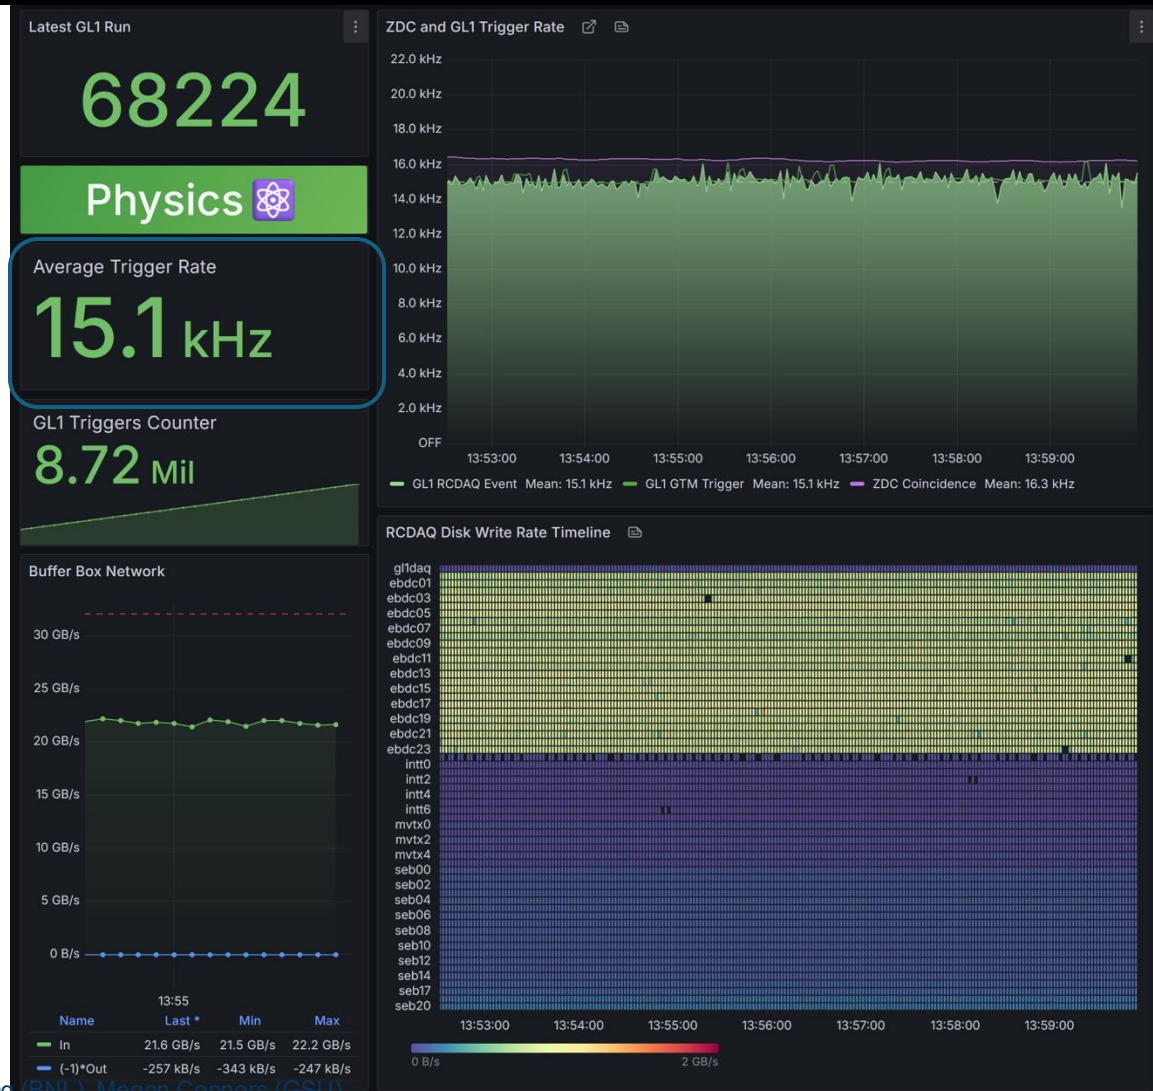 Latest GL1 Run
68224
Physics
Average Trigger Rate
15.1 kHz
GL1 Triggers Counter
8.72 Mil
Buffer Box Network
30 GB/s
25 GB/s
20 GB/s
15 GB/s
10 GB/s
5 GB/s
0 B/s
13:55
Name Last * Min Max
In 21.6 GB/s 21.5 GB/s 22.2 GB/s
(-1)*Out -257 kB/s -343 kB/s -247 kB/s
ZDC and GL1 Trigger Rate
22.0 kHz
20.0 kHz
18.0 kHz
16.0 kHz
14.0 kHz
12.0 kHz
10.0 kHz
8.0 kHz
6.0 kHz
4.0 kHz
2.0 kHz
OFF
13:53:00 13:54:00 13:55:00 13:56:00 13:57:00 13:58:00 13:59:00
GL1 RCDAQ Event Mean: 15.1 kHz GL1 GTM Trigger Mean: 15.1 kHz ZDC Coincidence Mean: 16.3 kHz
RCDAQ Disk Write Rate Timeline
gl1daq
ebdc01
ebdc03
ebdc05
ebdc07
ebdc09
ebdc11
ebdc13
ebdc15
ebdc17
ebdc19
ebdc21
ebdc23
intt0
intt2
intt4
intt6
mvtx0
mvtx2
mvtx4
seb00
seb02
seb04
seb06
seb08
seb10
seb12
seb14
seb17
seb20
13:53:00 13:54:00 13:55:00 13:56:00 13:57:00 13:58:00 13:59:00
0 B/s 2 GB/s
(BNL), Megan Connors (GSU)